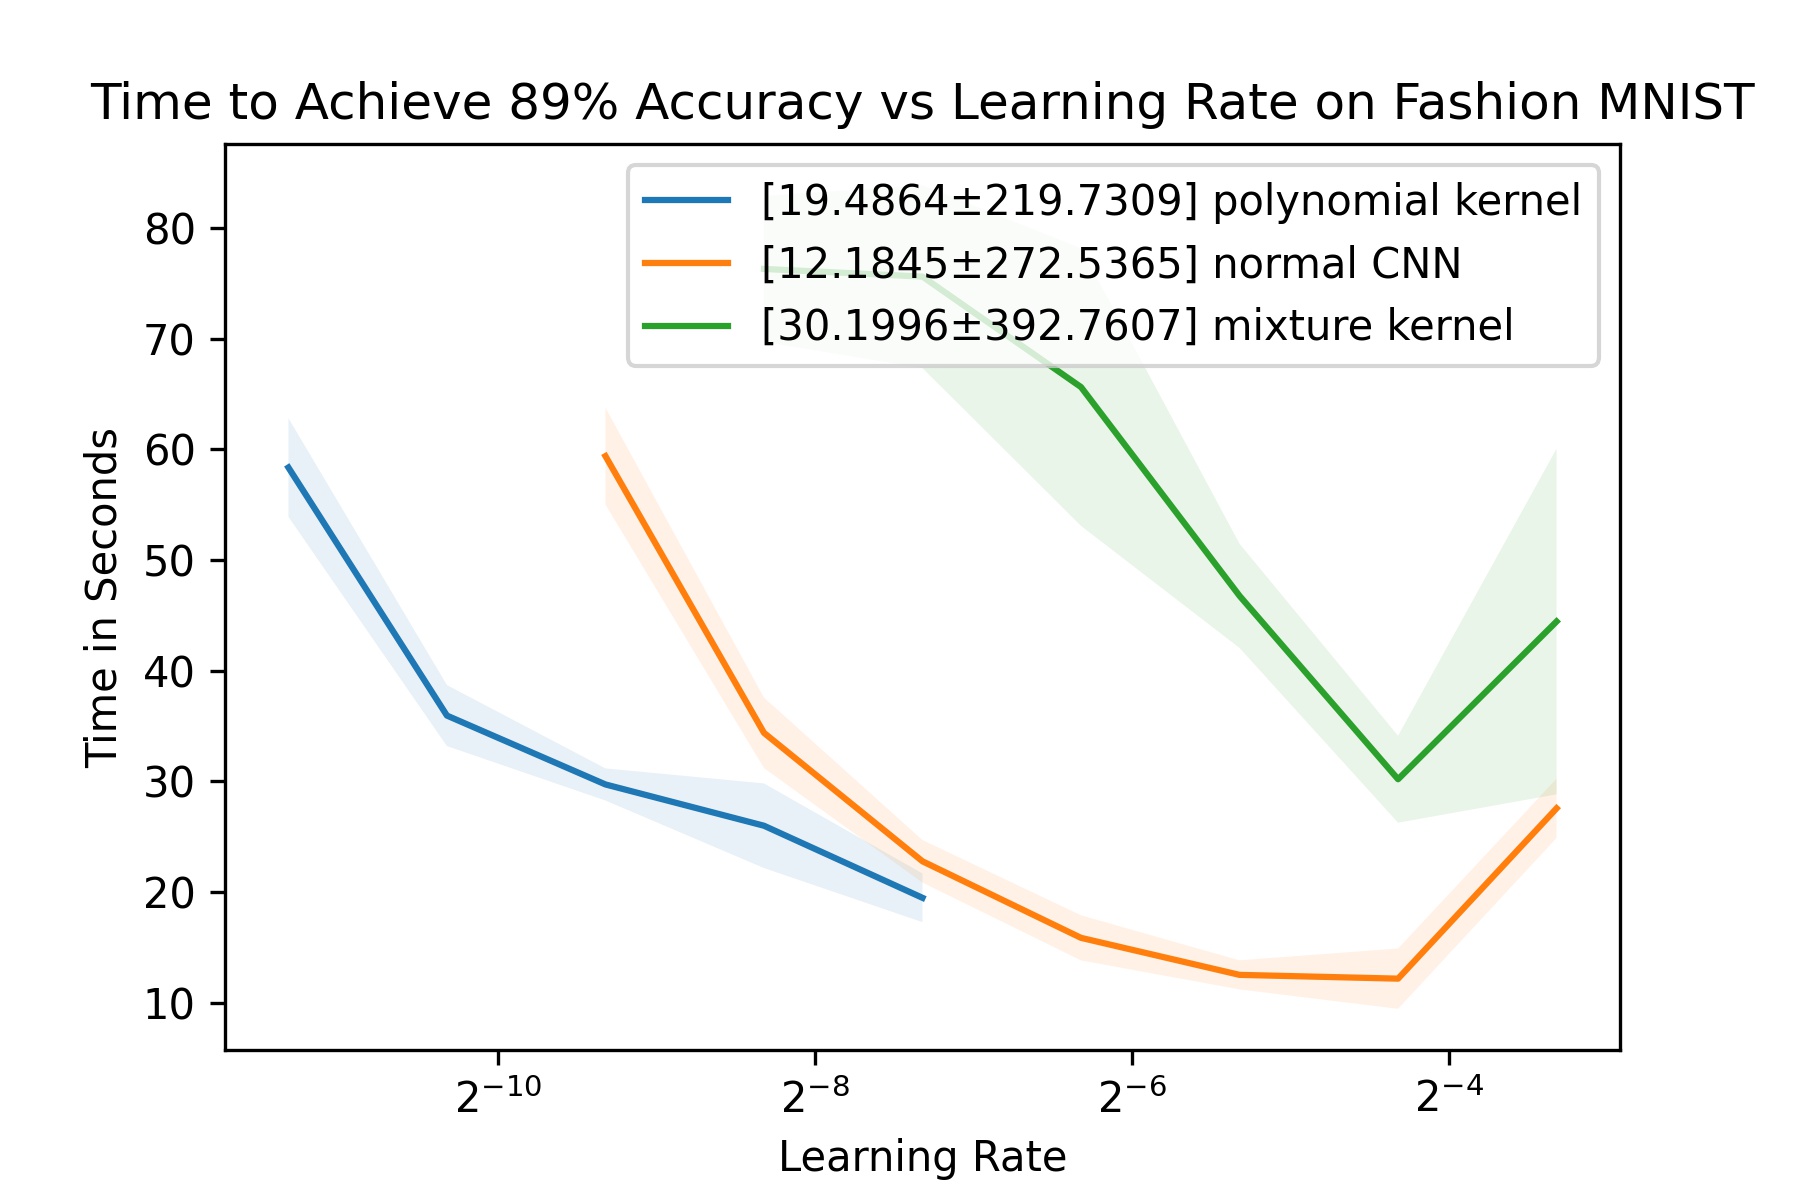 Time to Achieve 89% Accuracy vs Learning Rate on Fashion MNIST
[19.4864±219.7309] polynomial kernel
[12.1845±272.5365] normal CNN
[30.1996±392.7607] mixture kernel
Time in Seconds
80
70
60
50
40
30
20
10
2⁻¹⁰ 2⁻⁸ 2⁻⁶ 2⁻⁴
Learning Rate